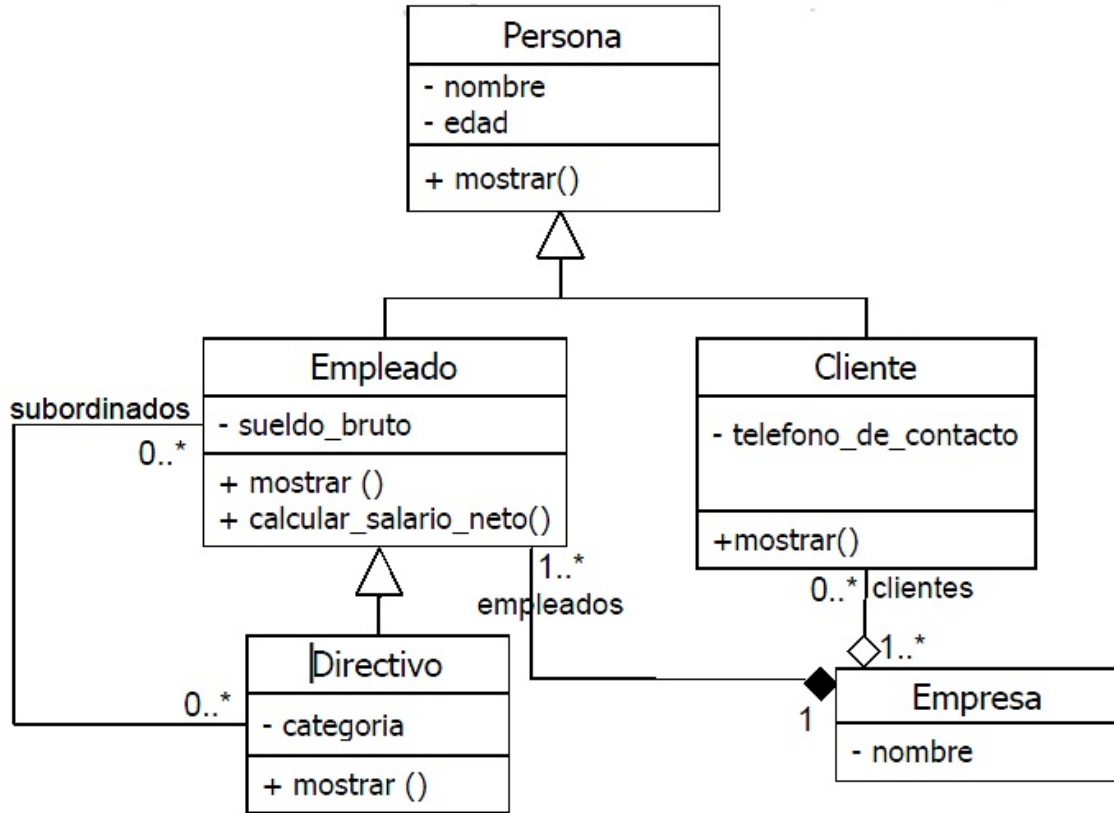 Persona
- nombre
- edad
+ mostrar()
Empleado
- sueldo_bruto
+ mostrar ()
+ calcular_salario_neto()
Cliente
- telefono_de_contacto
+mostrar()
subordinados
0..*
1..*
empleados
0..*
clientes
1..*
Directivo
- categoria
+ mostrar ()
0..*
1
Empresa
- nombre